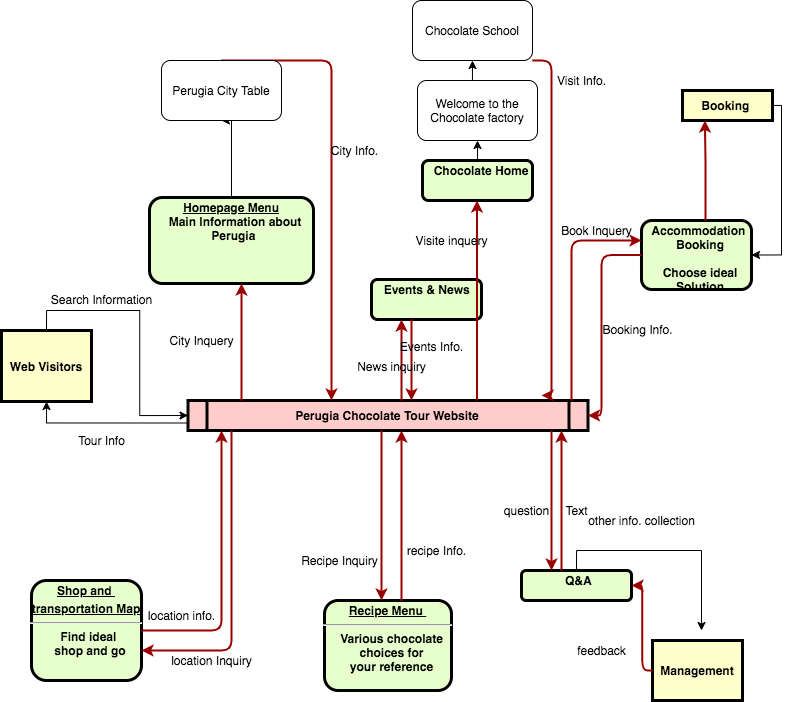 Chocolate School
Visit Info.
Perugia City Table
Welcome to the
Chocolate factory
Booking
City Info.
Chocolate Home
Homepage Menu
Main Information about
Perugia
Visite inquery
Book Inquery
Accommodation
Booking
Choose ideal
Solution
Events & News
Search Information
City Inquery
Events Info.
News inquiry
Booking Info.
Web Visitors
Perugia Chocolate Tour Website
Tour Info
question
Text
other info. collection
Recipe Inquiry
recipe Info.
Q&A
Shop and
transportation Map
Find ideal
shop and go
location info.
location Inquiry
Recipe Menu
Various chocolate
choices for
your reference
feedback
Management